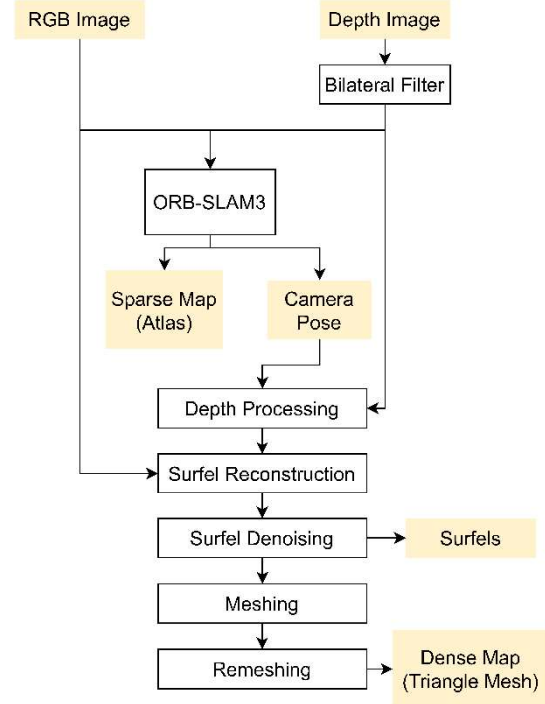 RGB Image
Depth Image
Bilateral Filter
ORB-SLAM3
Sparse Map
(Atlas)
Camera
Pose
Depth Processing
Surfel Reconstruction
Surfel Denoising
Surfels
Meshing
Remeshing
Dense Map
(Triangle Mesh)